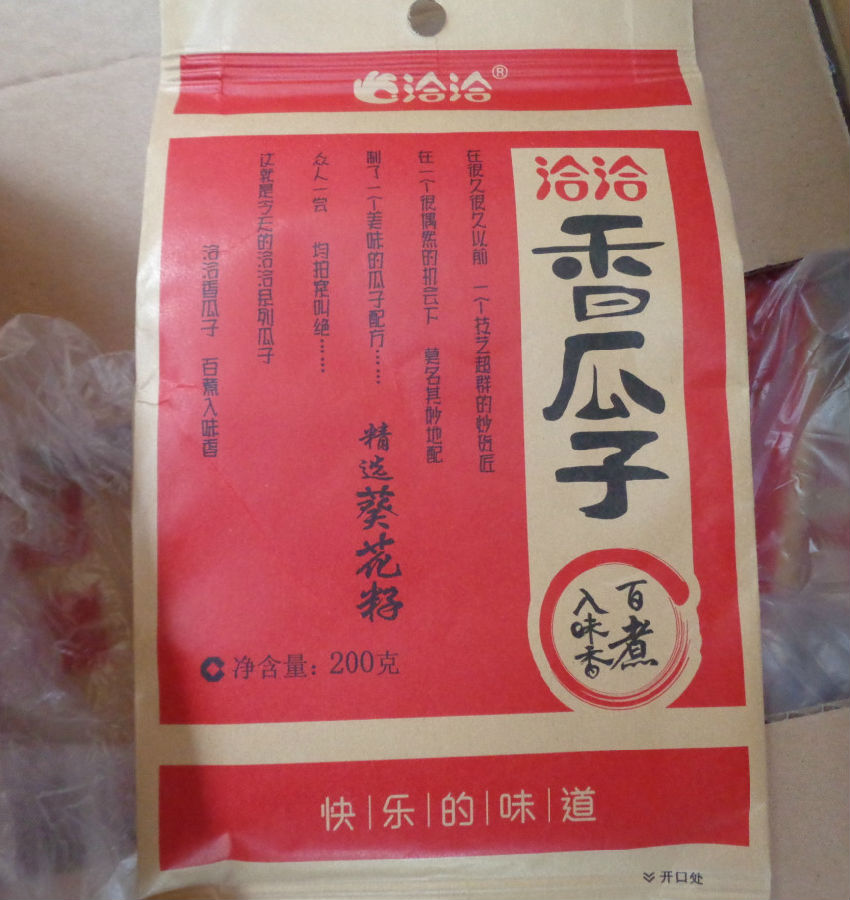 洽洽®
洽洽
香瓜子
百煮
入味香
在很久很久以前 一个技艺超群的妙货匠
在一个很偶然的机会下 莫名其妙地配
制了一个美味的瓜子配方……
众人一尝 均拍案叫绝……
这就是今天的洽洽系列瓜子
洽洽香瓜子 百煮入味香
精选葵花籽
净含量：200克
快乐的味道
开口处